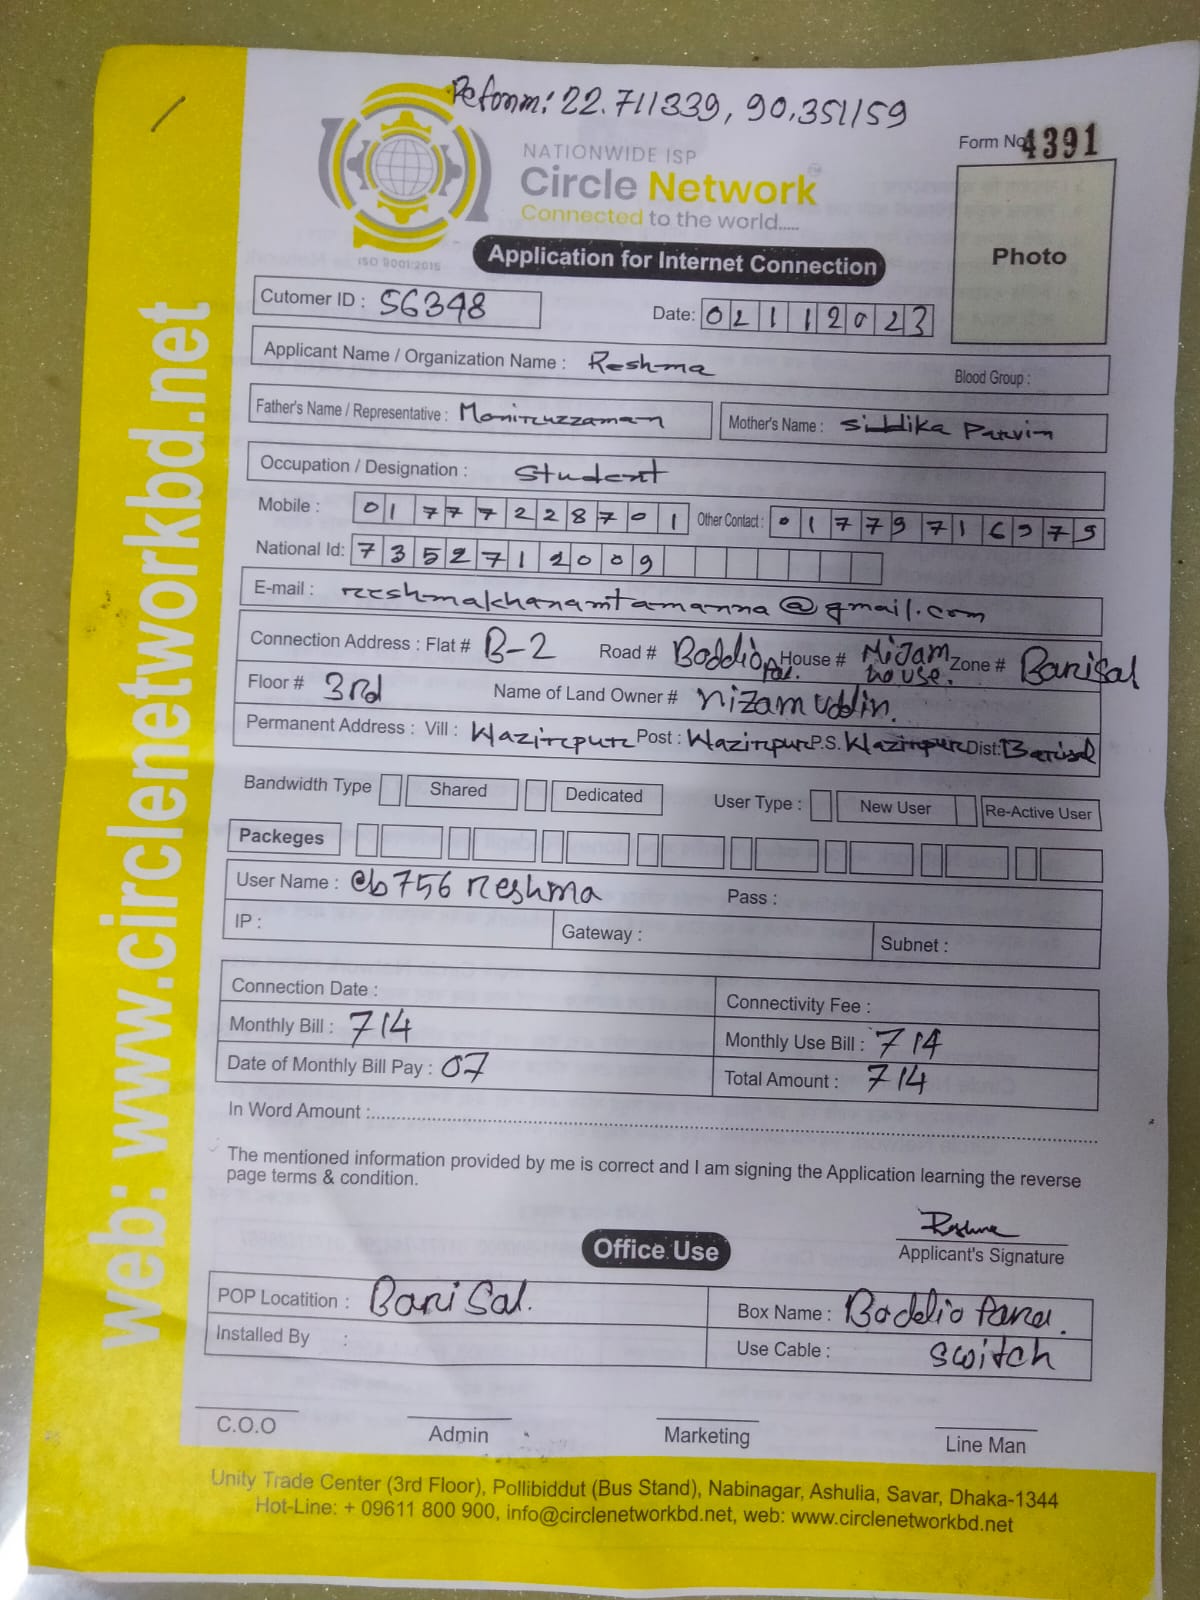 Reform: 22.711339, 90.351159
Form No 4391
NATIONWIDE ISP
Circle Network
Connected to the world.....
ISO 9001:2015
Application for Internet Connection
Photo
Cutomer ID : 56348
Date: 02112023
Applicant Name / Organization Name : Reshma
Blood Group :
Father's Name / Representative : Moniruzzaman
Mother's Name : Siddika Parvin
Occupation / Designation : Student
Mobile : 01777228701 Other Contact : 01779716979
National Id: 7352712009
E-mail : reshmakhanamtamanna@gmail.com
Connection Address : Flat # B-2 Road # Boddio Par. House # Nijam house. Zone # Barisal
Floor # 3rd Name of Land Owner # Nizam Uddin.
Permanent Address : Vill : Wazirpur Post : Wazirpur P.S. Wazirpur Dist: Barisal
Bandwidth Type Shared Dedicated User Type : New User Re-Active User
Packeges
User Name : @b756 reshma Pass :
IP : Gateway : Subnet :
Connection Date : Connectivity Fee :
Monthly Bill : 714 Monthly Use Bill : 714
Date of Monthly Bill Pay : 07 Total Amount : 714
In Word Amount :
The mentioned information provided by me is correct and I am signing the Application learning the reverse
page terms & condition.
Reshma
Applicant's Signature
Office Use
POP Locatition : Barisal. Box Name : Boddio Para.
Installed By : Use Cable : Switch
C.O.O Admin Marketing Line Man
Unity Trade Center (3rd Floor), Pollibiddut (Bus Stand), Nabinagar, Ashulia, Savar, Dhaka-1344
Hot-Line: + 09611 800 900, info@circlenetworkbd.net, web: www.circlenetworkbd.net
web: www.circlenetworkbd.net